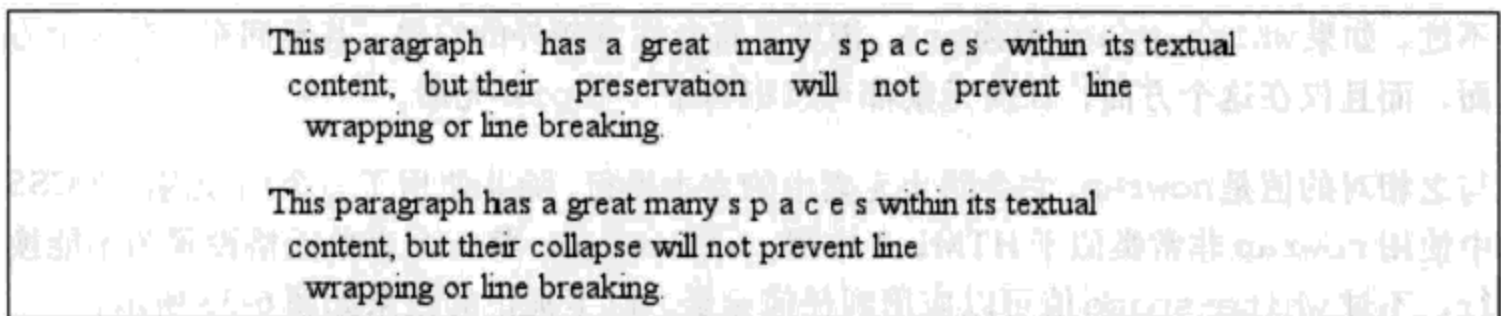 This  paragraph     has  a  great  many  s p a c e s  within  its textual
  content,  but their    preservation    will    not   prevent   line
    wrapping or line breaking.
This paragraph has a great many s p a c e s within its textual
  content, but their collapse will not prevent line
    wrapping or line breaking.